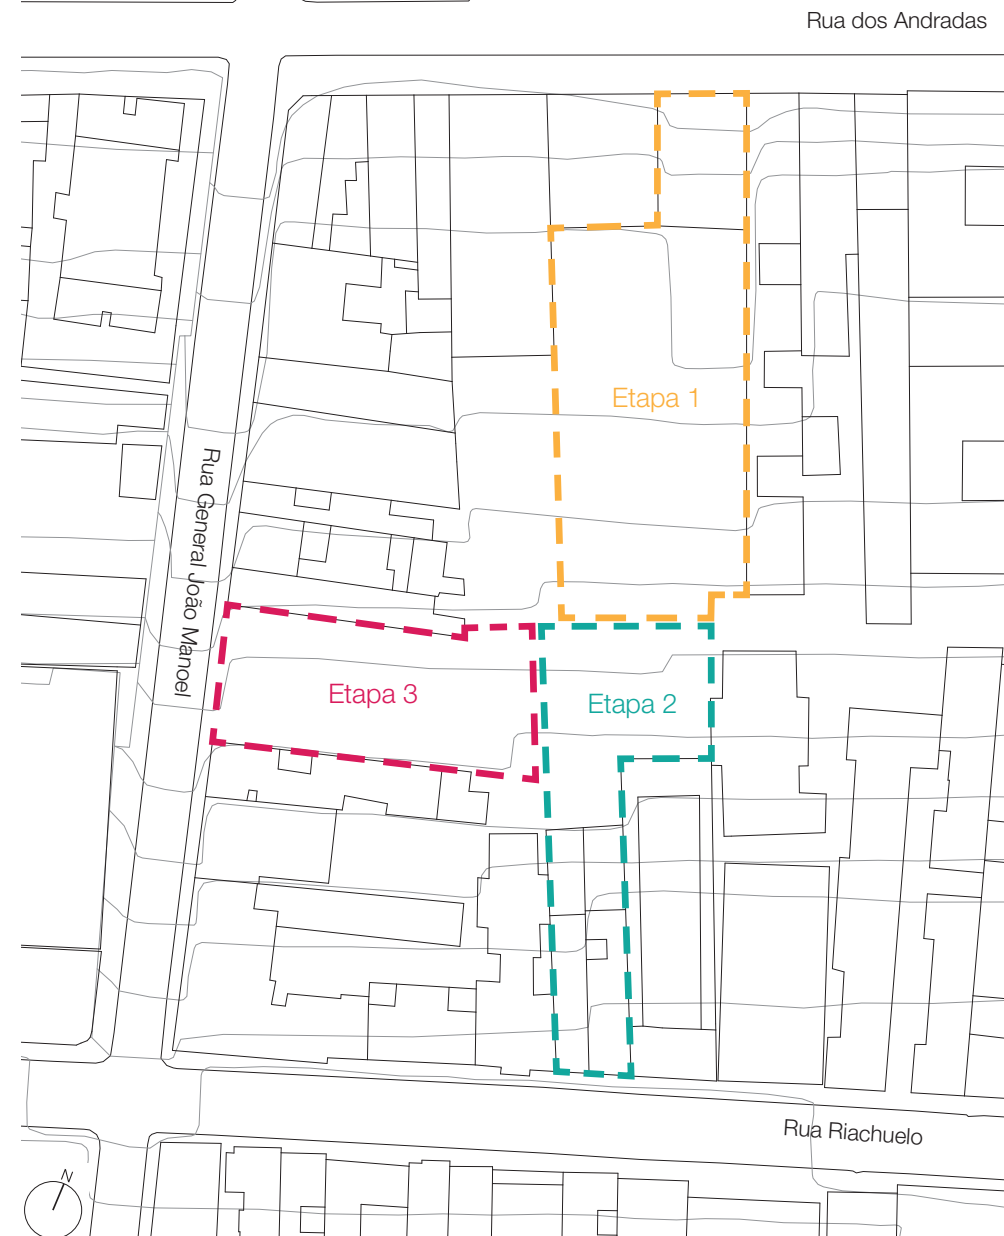 Rua dos Andradas
Etapa 1
Rua General João Manoel
Etapa 3
Etapa 2
Rua Riachuelo
N